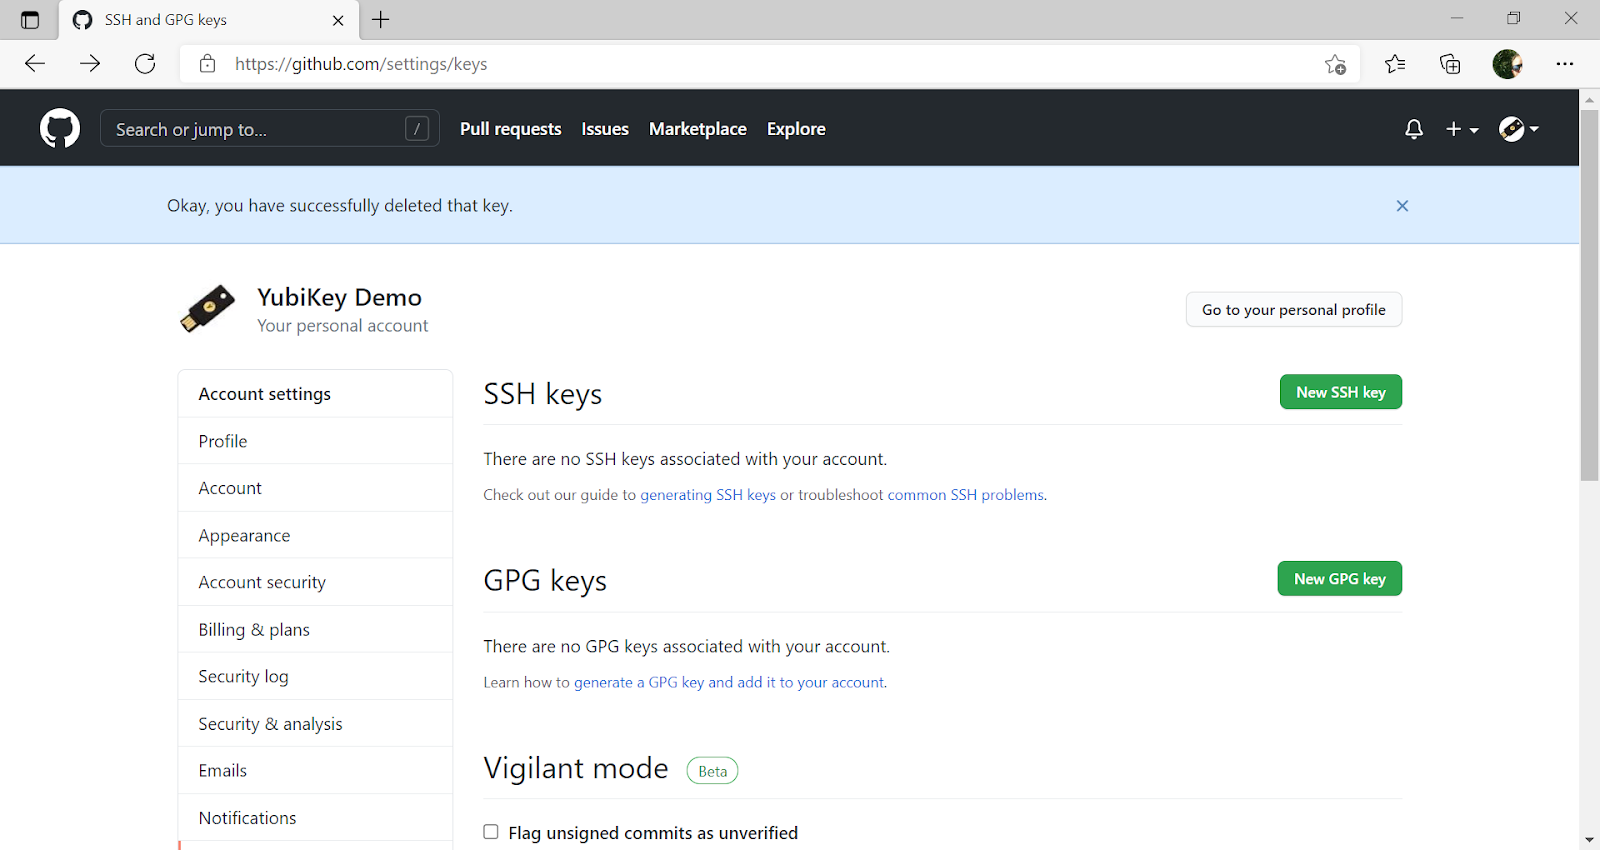 SSH and GPG keys
https://github.com/settings/keys
Search or jump to... /
Pull requests Issues Marketplace Explore
Okay, you have successfully deleted that key.
YubiKey Demo
Your personal account
Go to your personal profile
Account settings
Profile
Account
Appearance
Account security
Billing & plans
Security log
Security & analysis
Emails
Notifications
SSH keys
New SSH key
There are no SSH keys associated with your account.
Check out our guide to generating SSH keys or troubleshoot common SSH problems.
GPG keys
New GPG key
There are no GPG keys associated with your account.
Learn how to generate a GPG key and add it to your account.
Vigilant mode Beta
Flag unsigned commits as unverified